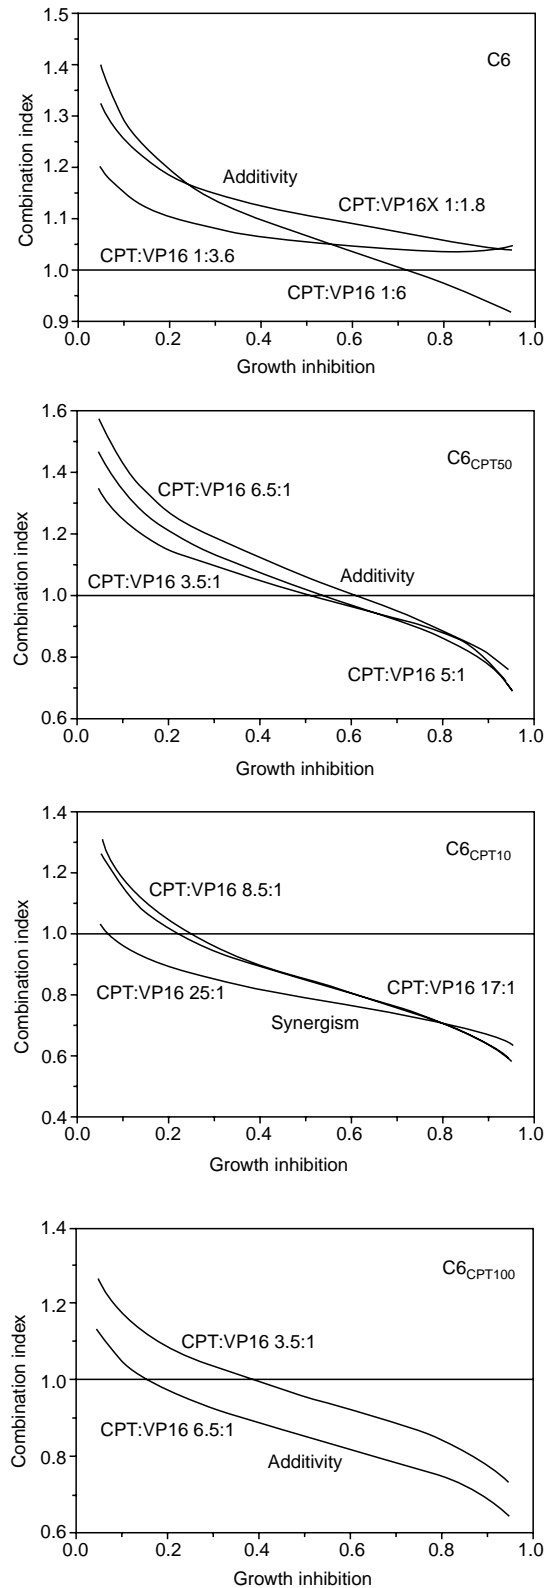 1.5
C6
1.4
1.3
Additivity
1.2
CPT:VP16X 1:1.8
1.1
CPT:VP16 1:3.6
1.0
CPT:VP16 1:6
0.9
0.0 0.2 0.4 0.6 0.8 1.0
Growth inhibition
Combination index
1.6
C6CPT50
CPT:VP16 6.5:1
1.4
1.2
Additivity
CPT:VP16 3.5:1
1.0
0.8
CPT:VP16 5:1
0.6
0.0 0.2 0.4 0.6 0.8 1.0
Growth inhibition
Combination index
1.4
C6CPT10
1.2
CPT:VP16 8.5:1
1.0
CPT:VP16 25:1
CPT:VP16 17:1
0.8
Synergism
0.6
0.4
0.0 0.2 0.4 0.6 0.8 1.0
Growth inhibition
Combination index
1.4
C6CPT100
1.2
CPT:VP16 3.5:1
1.0
CPT:VP16 6.5:1
Additivity
0.8
0.6
0.0 0.2 0.4 0.6 0.8 1.0
Growth inhibition
Combination index